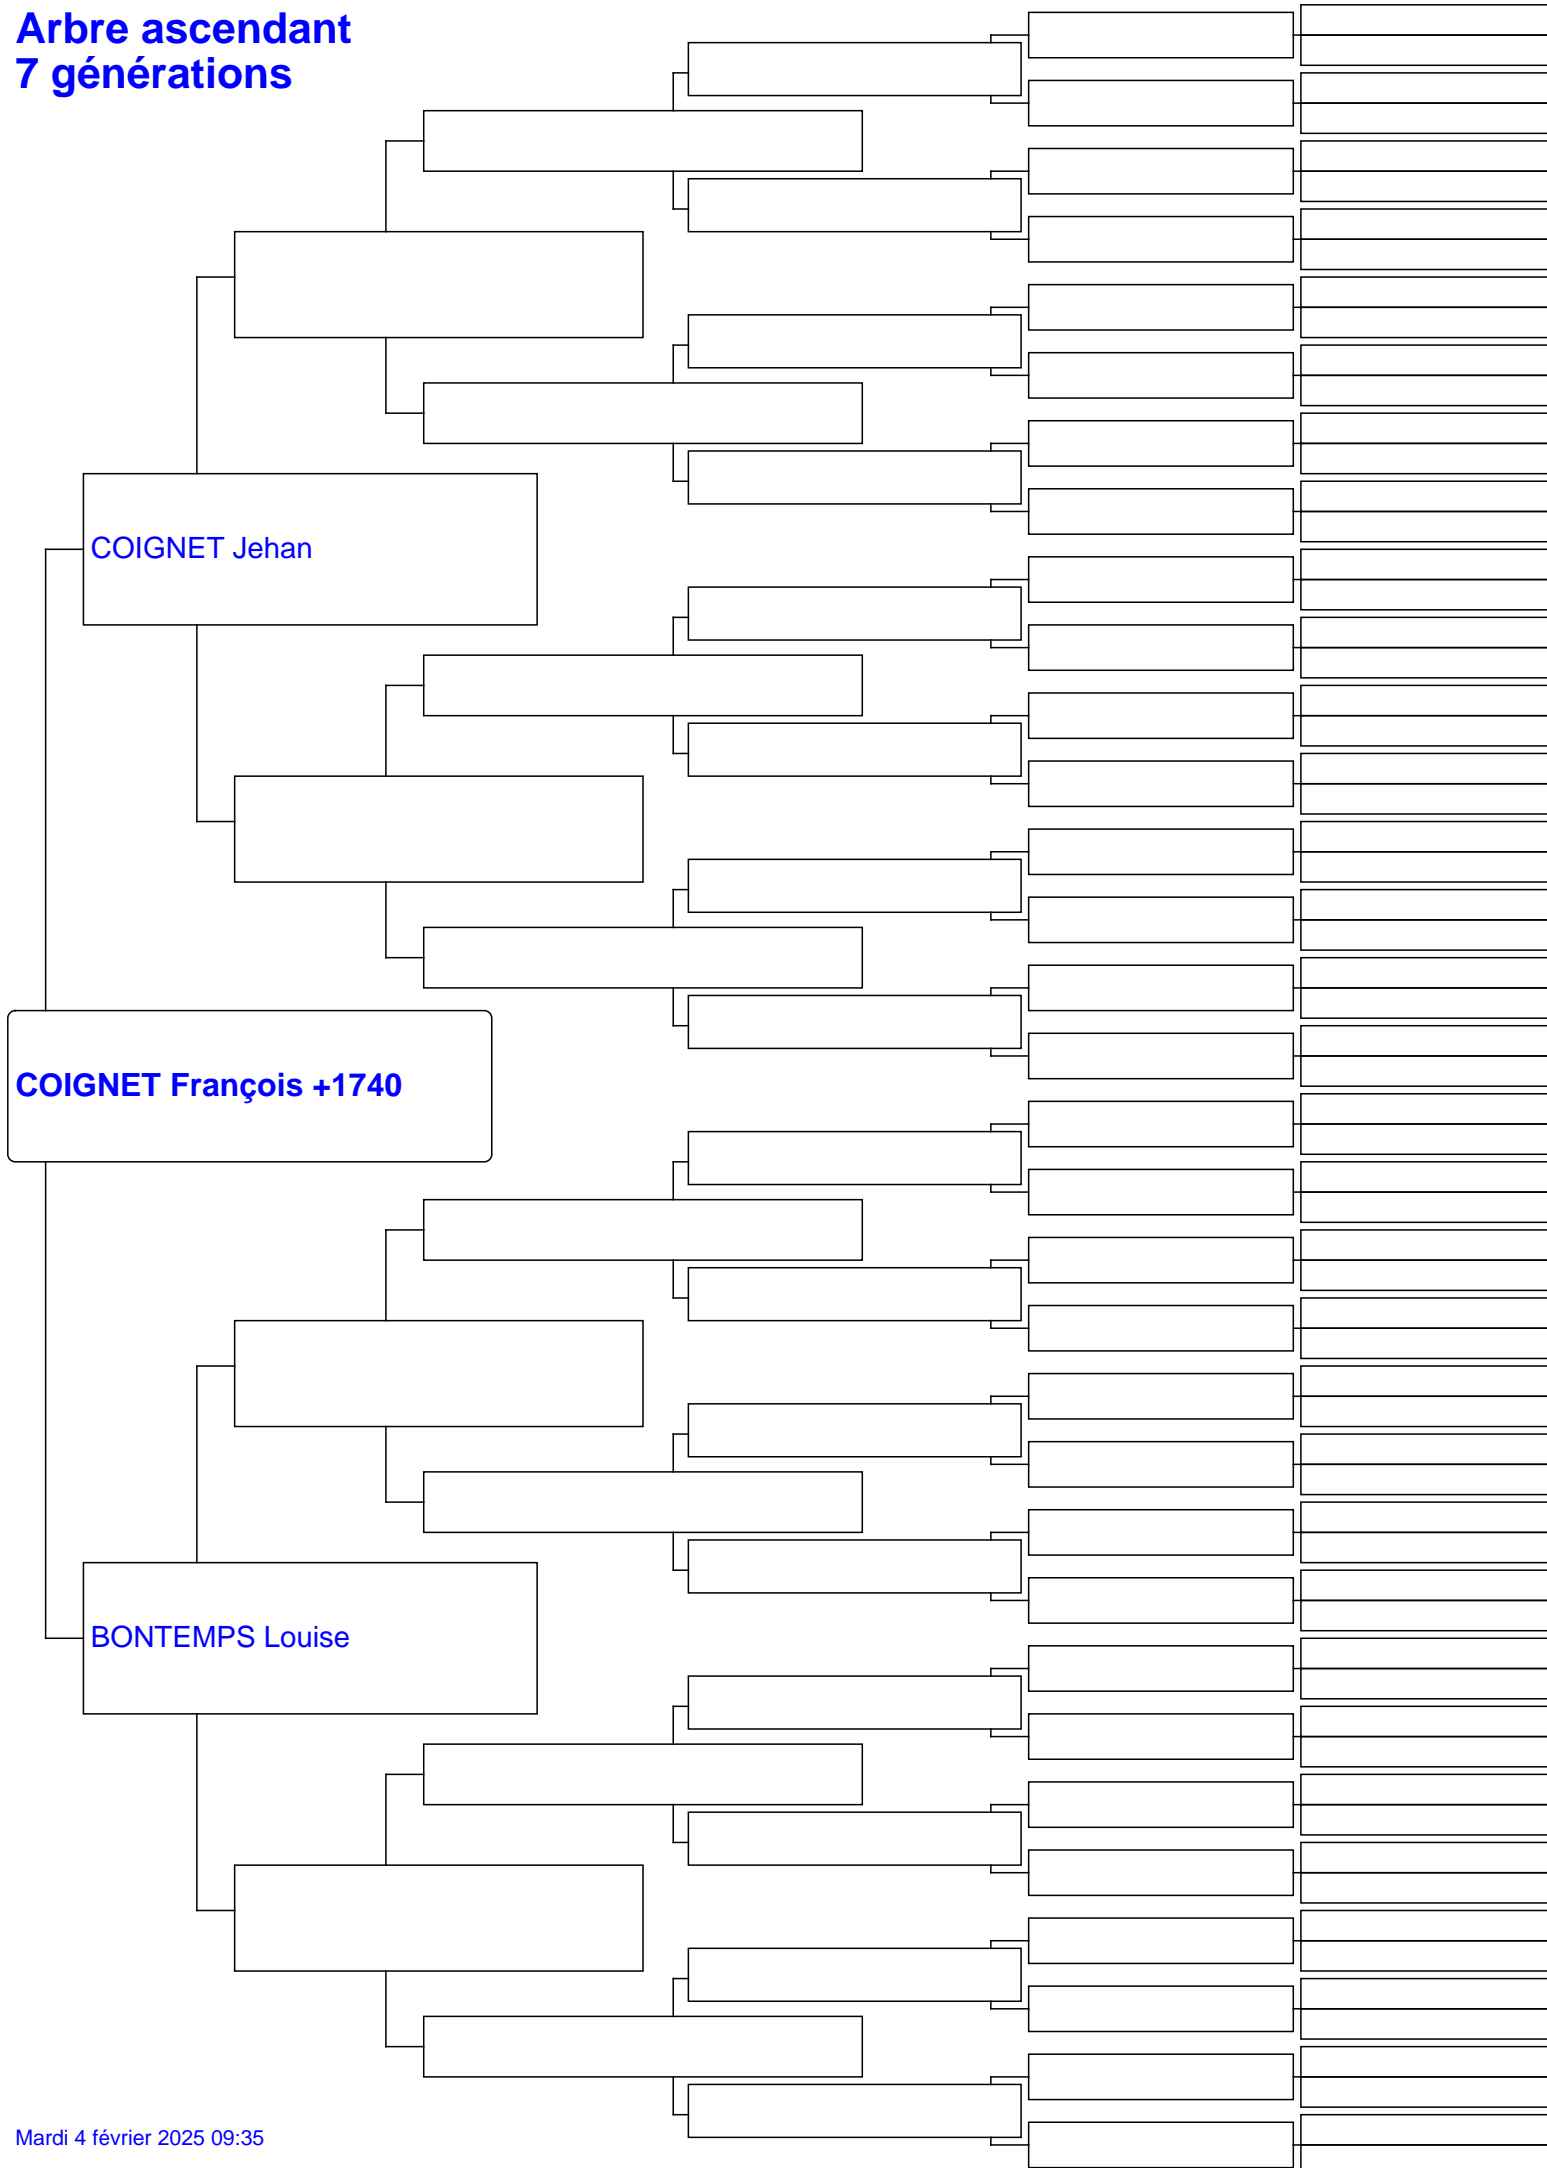 Arbre ascendant
7 générations
COIGNET Jehan
COIGNET François +1740
BONTEMPS Louise
Mardi 4 février 2025 09:35